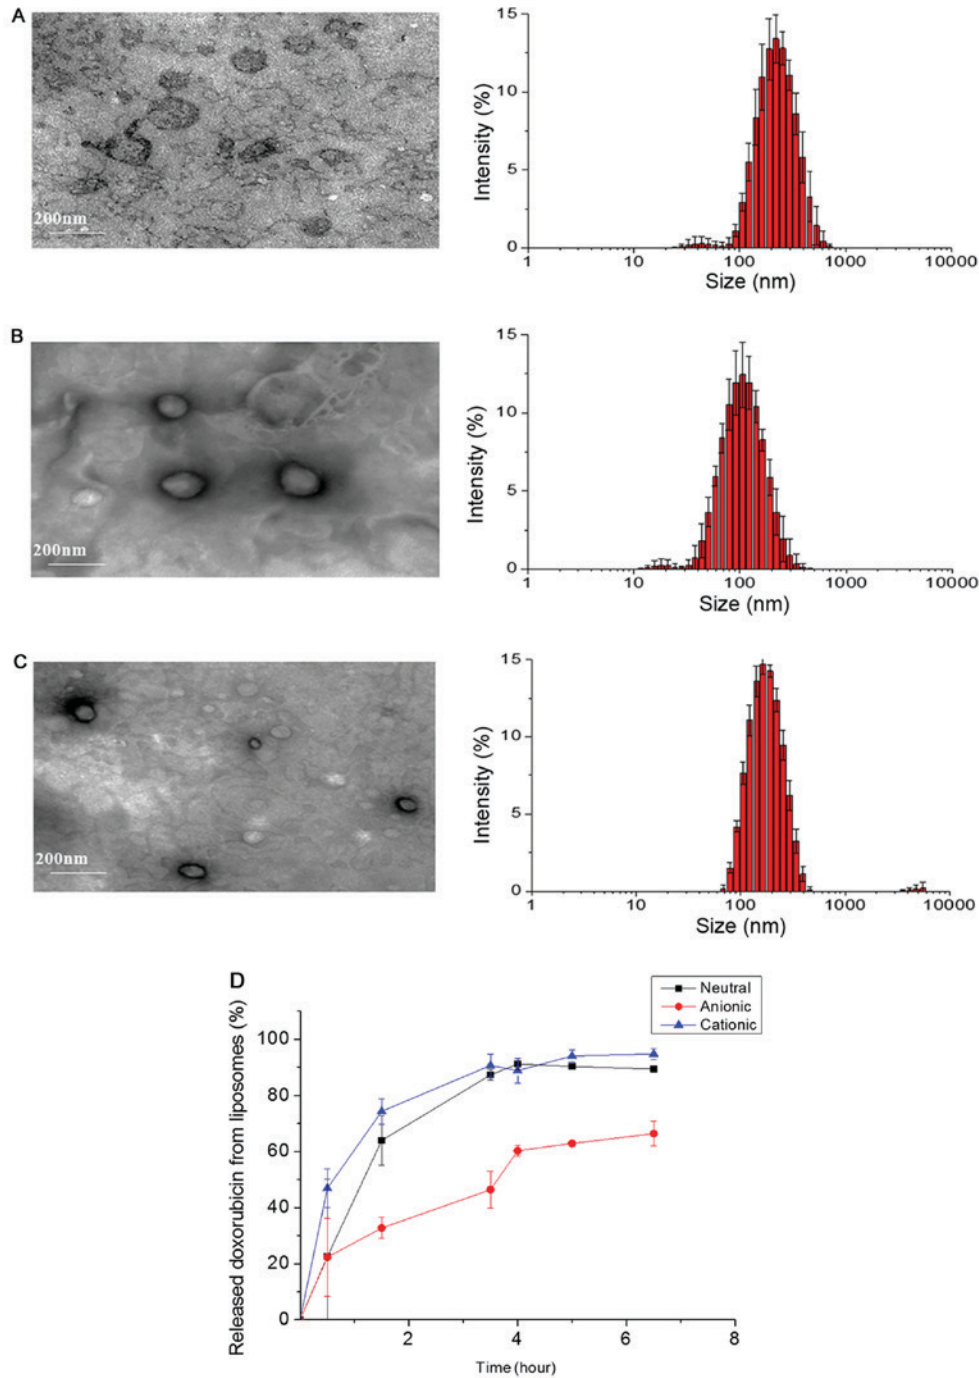 A
200nm
Intensity (%)
15
10
5
0
1
10
100
1000
10000
Size (nm)
B
200nm
Intensity (%)
15
10
5
0
1
10
100
1000
10000
Size (nm)
C
200nm
Intensity (%)
15
10
5
0
1
10
100
1000
10000
Size (nm)
D
Neutral
Anionic
Cationic
Released doxorubicin from liposomes (%)
100
80
60
40
20
0
2
4
6
8
Time (hour)